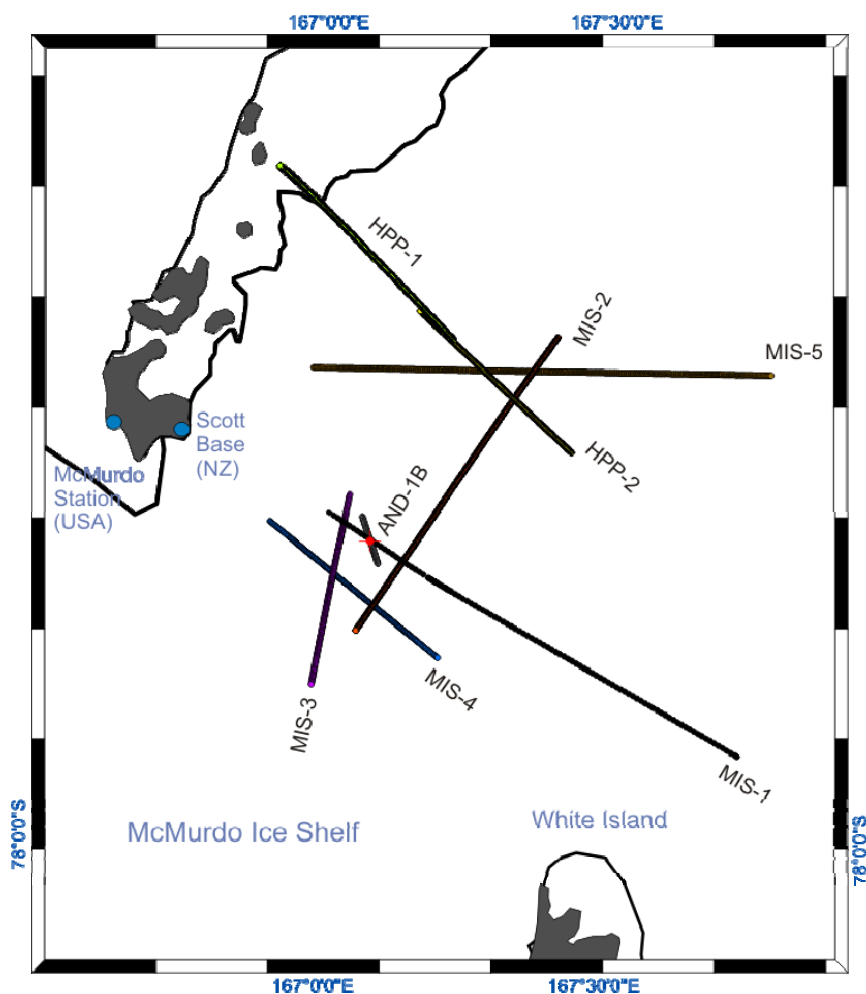 167°0'0"E
167°30'0"E
HPP-1
MIS-2
MIS-5
Scott
Base
(NZ)
HPP-2
McMurdo
Station
(USA)
AND-1B
MIS-4
MIS-3
MIS-1
78°0'0"S
McMurdo Ice Shelf
White Island
78°0'0"S
167°0'0"E
167°30'0"E